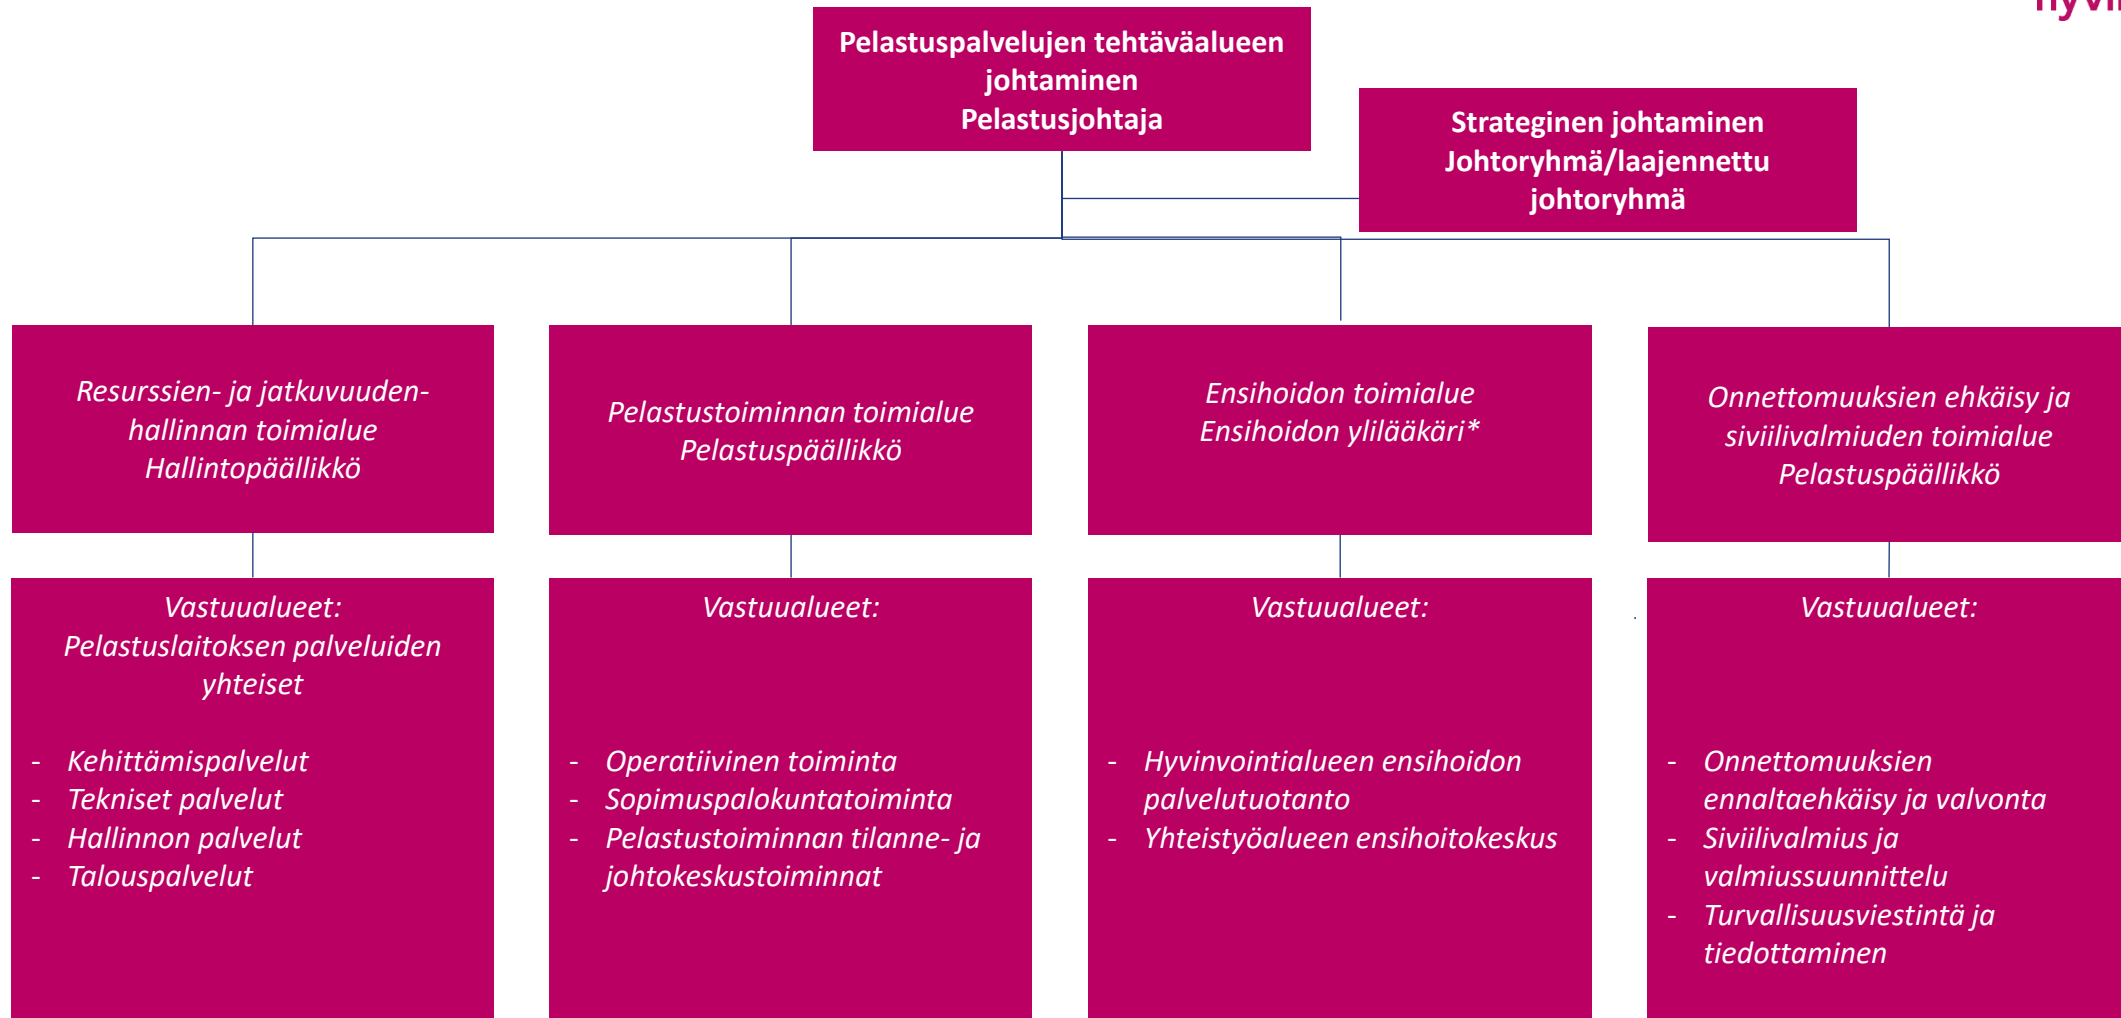 Pelastuspalvelujen tehtäväalueen
johtaminen
Pelastusjohtaja
Strateginen johtaminen
Johtoryhmä/laajennettu
johtoryhmä
Resurssien- ja jatkuvuuden-
hallinnan toimialue
Hallintopäällikkö
Pelastustoiminnan toimialue
Pelastuspäällikkö
Ensihoidon toimialue
Ensihoidon ylilääkäri*
Onnettomuuksien ehkäisy ja
siviilivalmiuden toimialue
Pelastuspäällikkö
Vastuualueet:
Pelastuslaitoksen palveluiden
yhteiset
- Kehittämispalvelut
- Tekniset palvelut
- Hallinnon palvelut
- Talouspalvelut
Vastuualueet:
- Operatiivinen toiminta
- Sopimuspalokuntatoiminta
- Pelastustoiminnan tilanne- ja
johtokeskustoiminnat
Vastuualueet:
- Hyvinvointialueen ensihoidon
palvelutuotanto
- Yhteistyöalueen ensihoitokeskus
Vastuualueet:
- Onnettomuuksien
ennaltaehkäisy ja valvonta
- Siviilivalmius ja
valmiussuunnittelu
- Turvallisuusviestintä ja
tiedottaminen